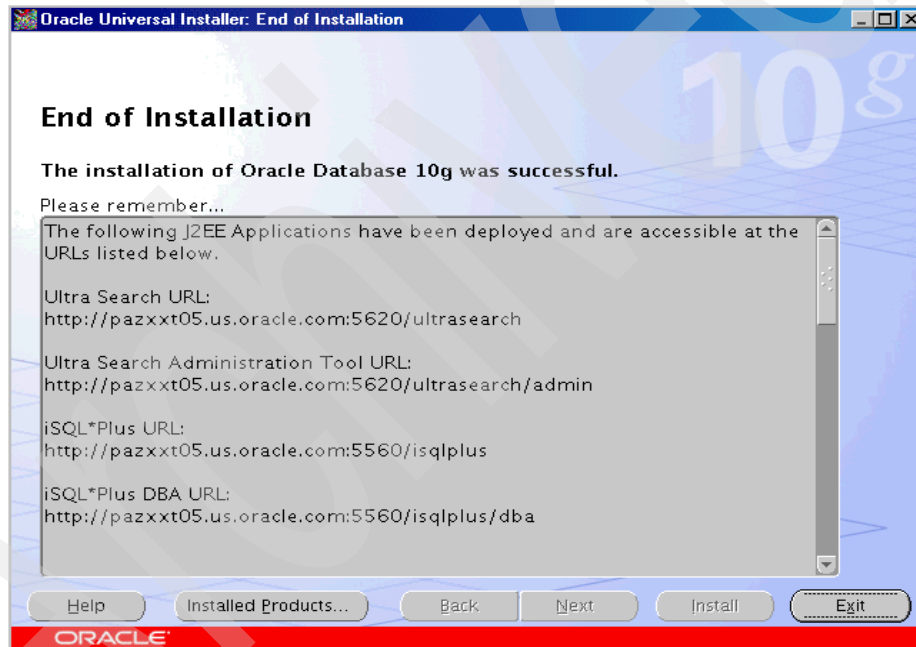 Oracle Universal Installer: End of Installation
10g
End of Installation
The installation of Oracle Database 10g was successful.
Please remember...
The following J2EE Applications have been deployed and are accessible at the
URLs listed below.
Ultra Search URL:
http://pazxxt05.us.oracle.com:5620/ultrasearch
Ultra Search Administration Tool URL:
http://pazxxt05.us.oracle.com:5620/ultrasearch/admin
iSQL*Plus URL:
http://pazxxt05.us.oracle.com:5560/isqlplus
iSQL*Plus DBA URL:
http://pazxxt05.us.oracle.com:5560/isqlplus/dba
Help Installed Products... Back Next Install Exit
ORACLE